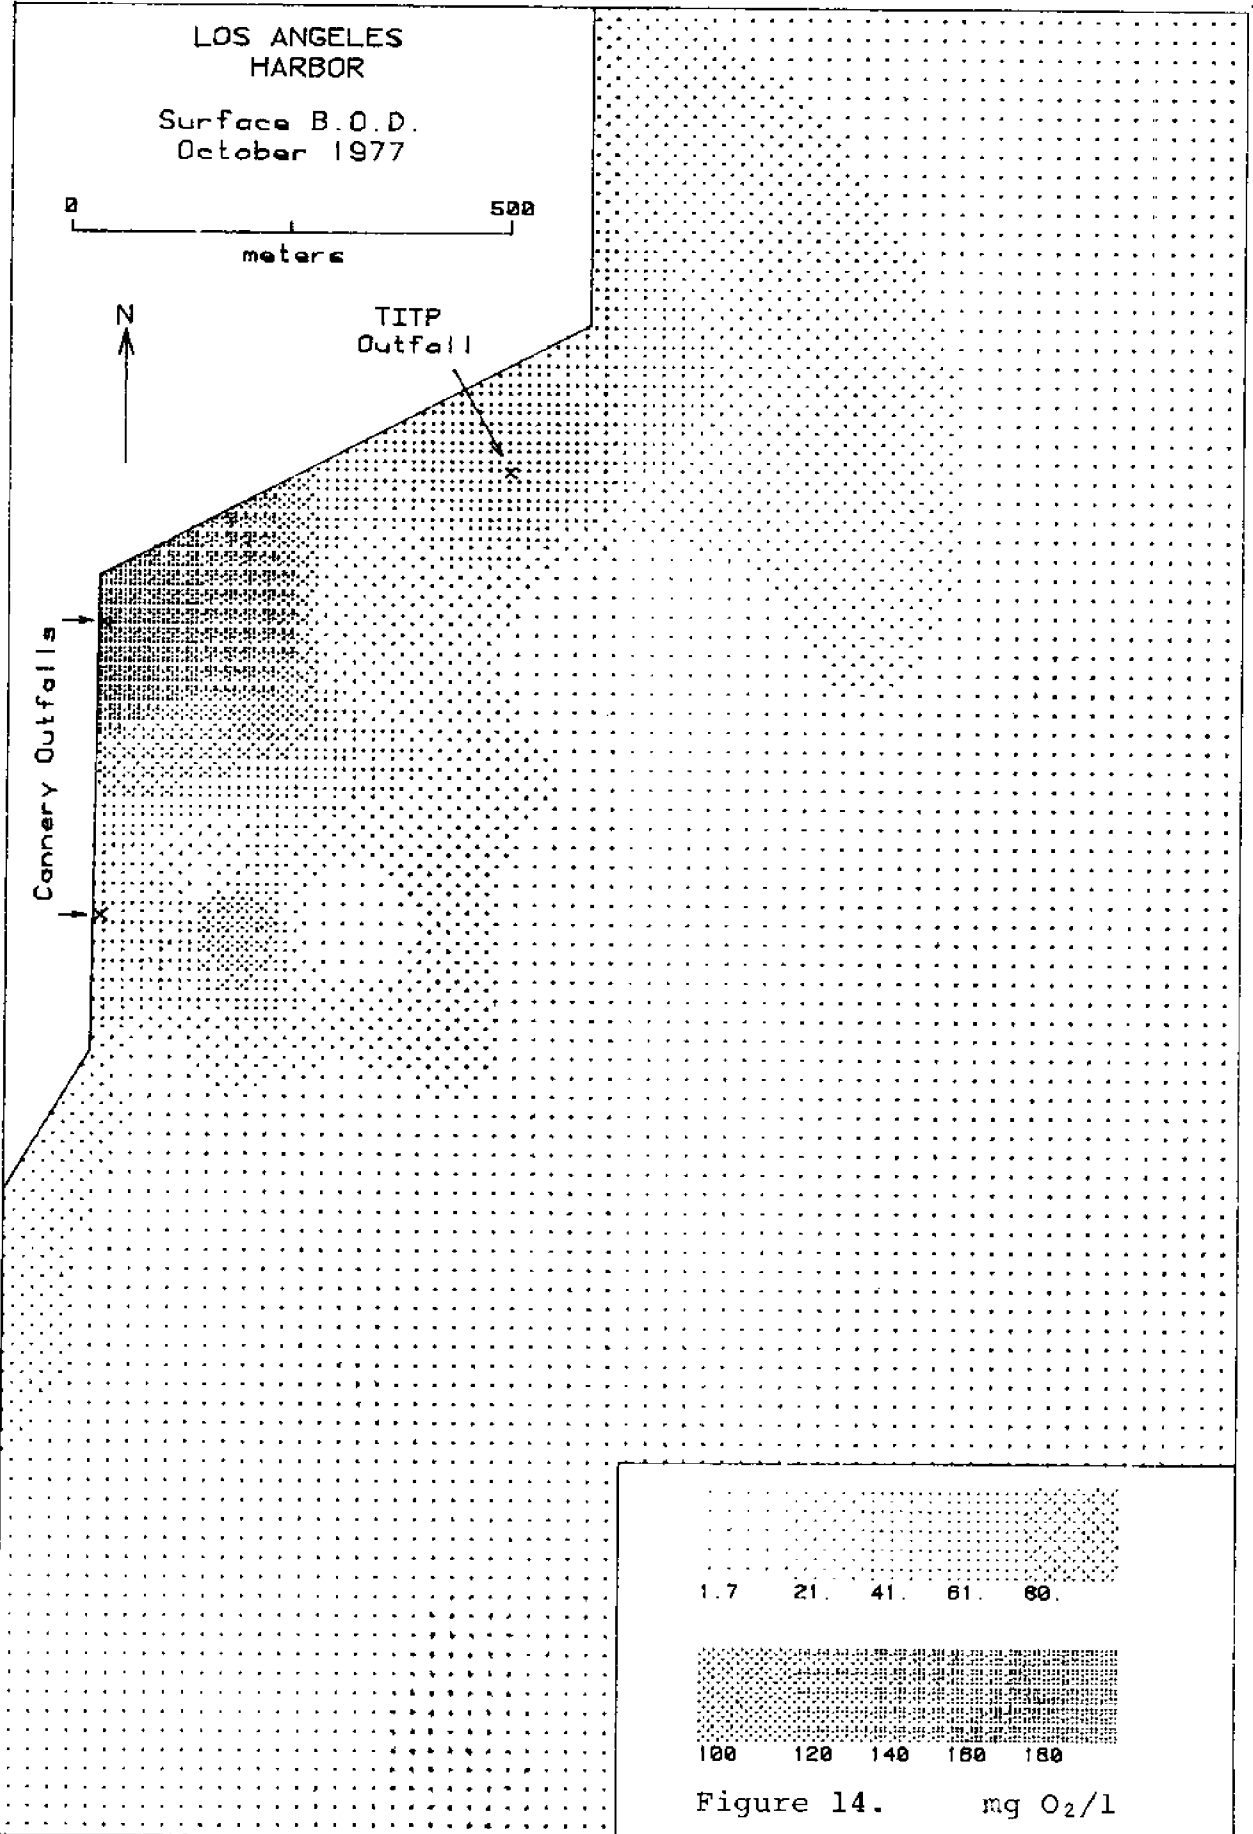 LOS ANGELES
HARBOR
Surface B.O.D.
October 1977
0 500
meters
N
TITP
Outfall
Cannery Outfalls
1.7 21. 41. 61. 80.
100 120 140 160 180
Figure 14. mg O₂/l